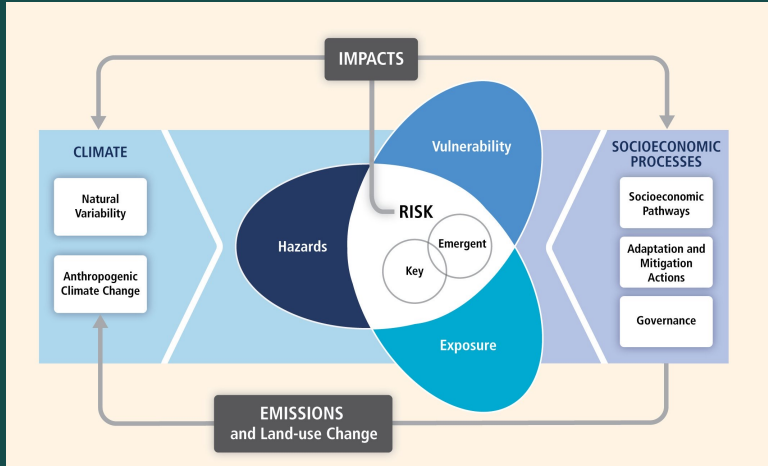 IMPACTS
CLIMATE
Natural
Variability
Anthropogenic
Climate Change
Hazards
Vulnerability
RISK
Emergent
Key
Exposure
SOCIOECONOMIC
PROCESSES
Socioeconomic
Pathways
Adaptation and
Mitigation
Actions
Governance
EMISSIONS
and Land-use Change